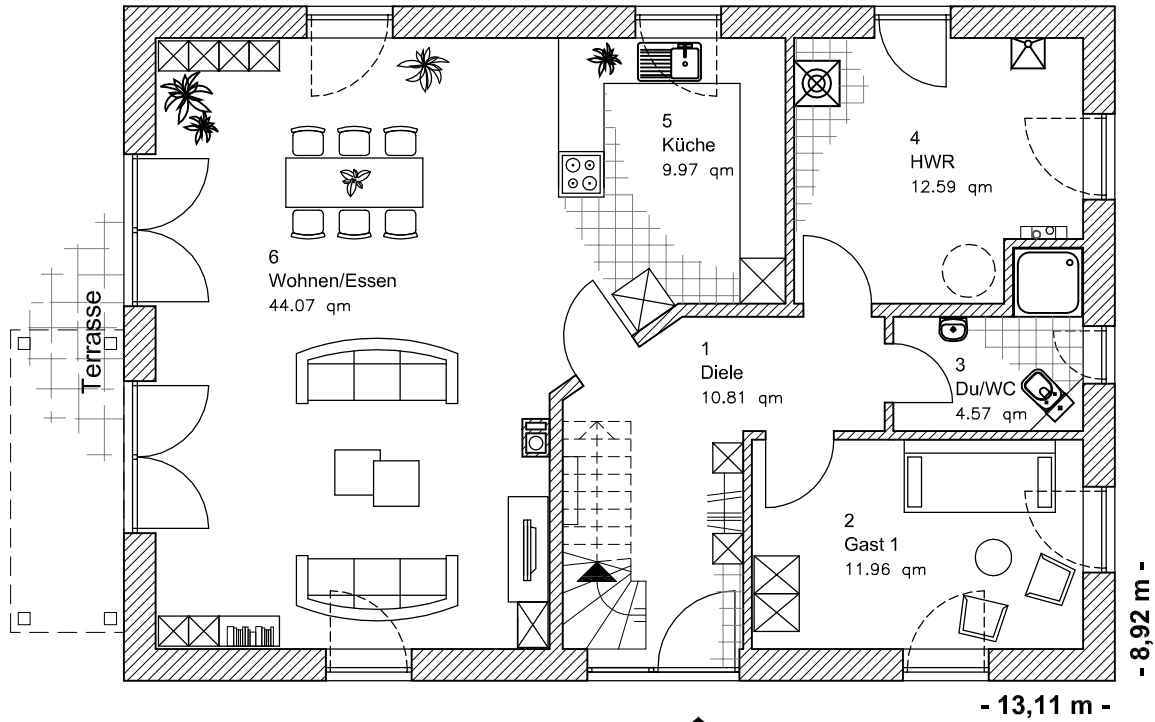 5
Küche
9.97 qm
4
HWR
12.59 qm
6
Wohnen/Essen
44.07 qm
Terrasse
1
Diele
10.81 qm
3
Du/WC
4.57 qm
2
Gast 1
11.96 qm
- 8,92 m -
- 13,11 m -